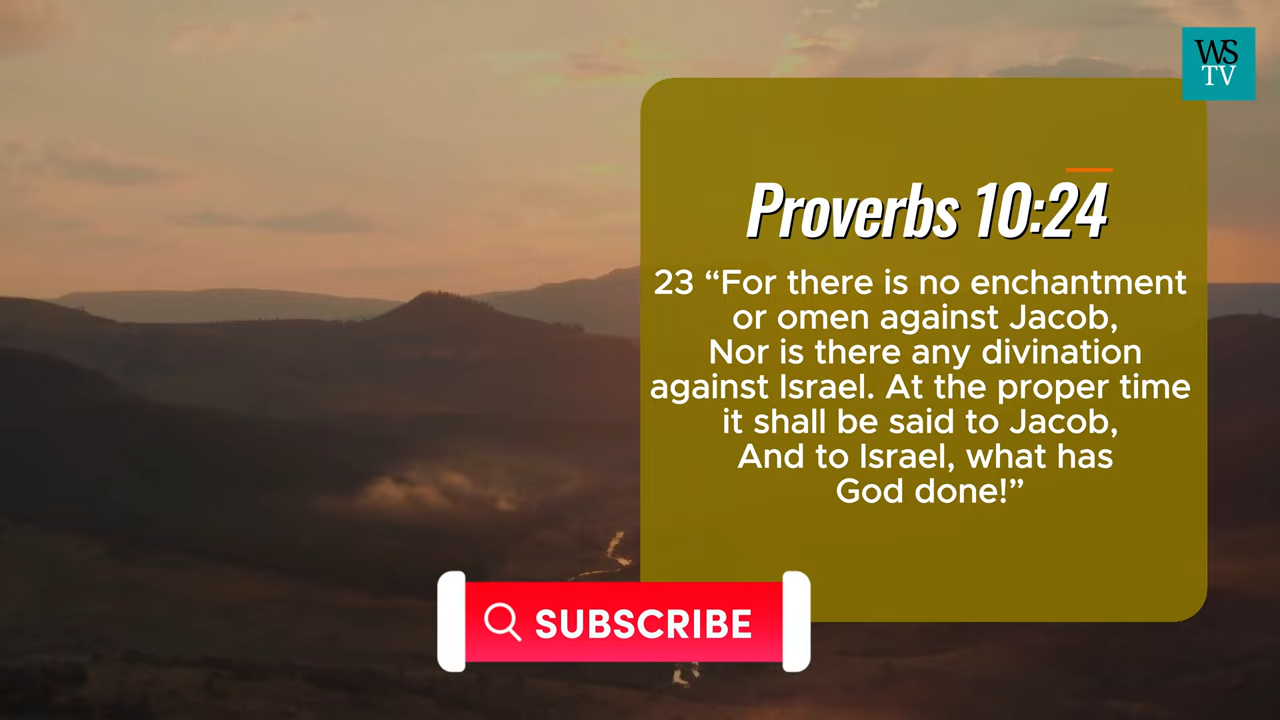 WS
TV
Proverbs 10:24
23 “For there is no enchantment
or omen against Jacob,
Nor is there any divination
against Israel. At the proper time
it shall be said to Jacob,
And to Israel, what has
God done!”
SUBSCRIBE